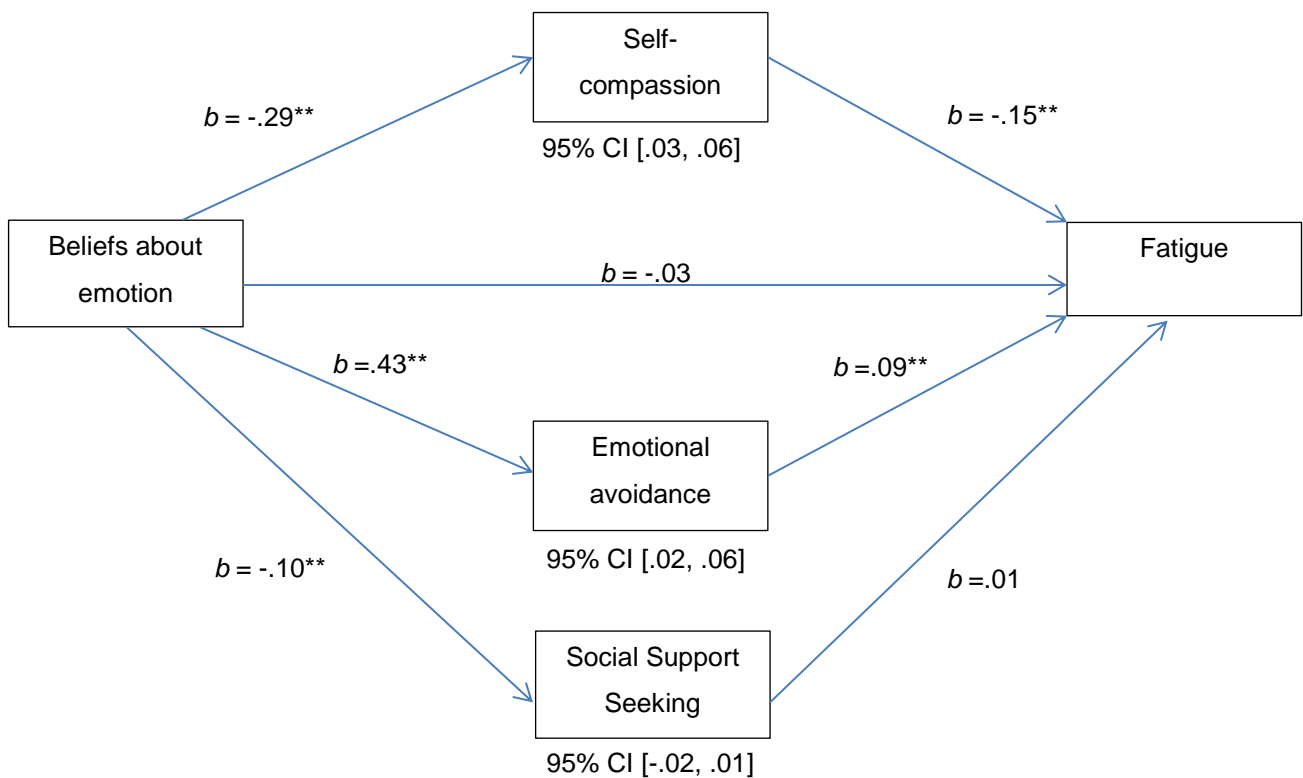 Self-
compassion
b = -.29**
b = -.15**
95% CI [.03, .06]
Beliefs about
emotion
Fatigue
b = -.03
b =.43**
b =.09**
Emotional
avoidance
95% CI [.02, .06]
b = -.10**
b =.01
Social Support
Seeking
95% CI [-.02, .01]